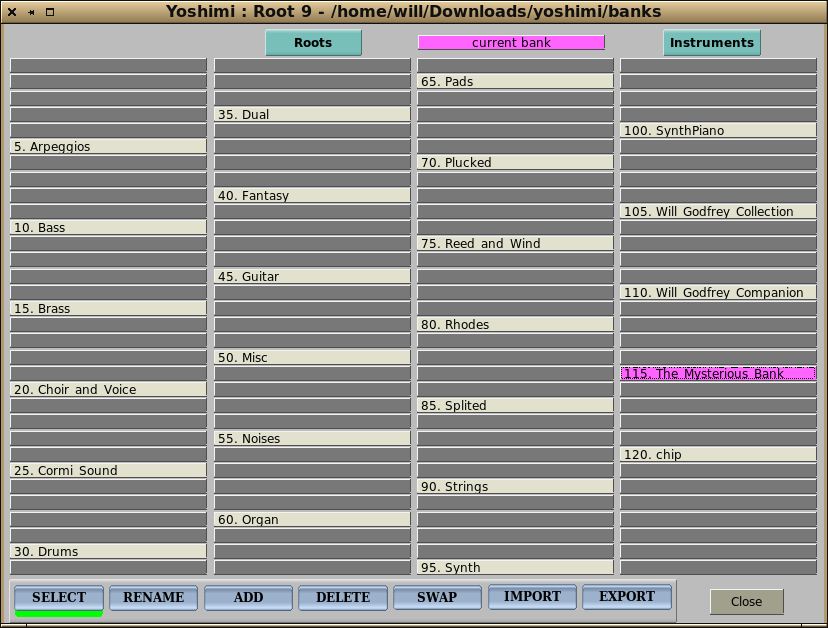 Yoshimi : Root 9 - /home/will/Downloads/yoshimi/banks
Roots
current bank
Instruments
5. Arpeggios
10. Bass
15. Brass
20. Choir and Voice
25. Cormi Sound
30. Drums
35. Dual
40. Fantasy
45. Guitar
50. Misc
55. Noises
60. Organ
65. Pads
70. Plucked
75. Reed and Wind
80. Rhodes
85. Splited
90. Strings
95. Synth
100. SynthPiano
105. Will Godfrey Collection
110. Will Godfrey Companion
115. The Mysterious Bank
120. chip
SELECT
RENAME
ADD
DELETE
SWAP
IMPORT
EXPORT
Close